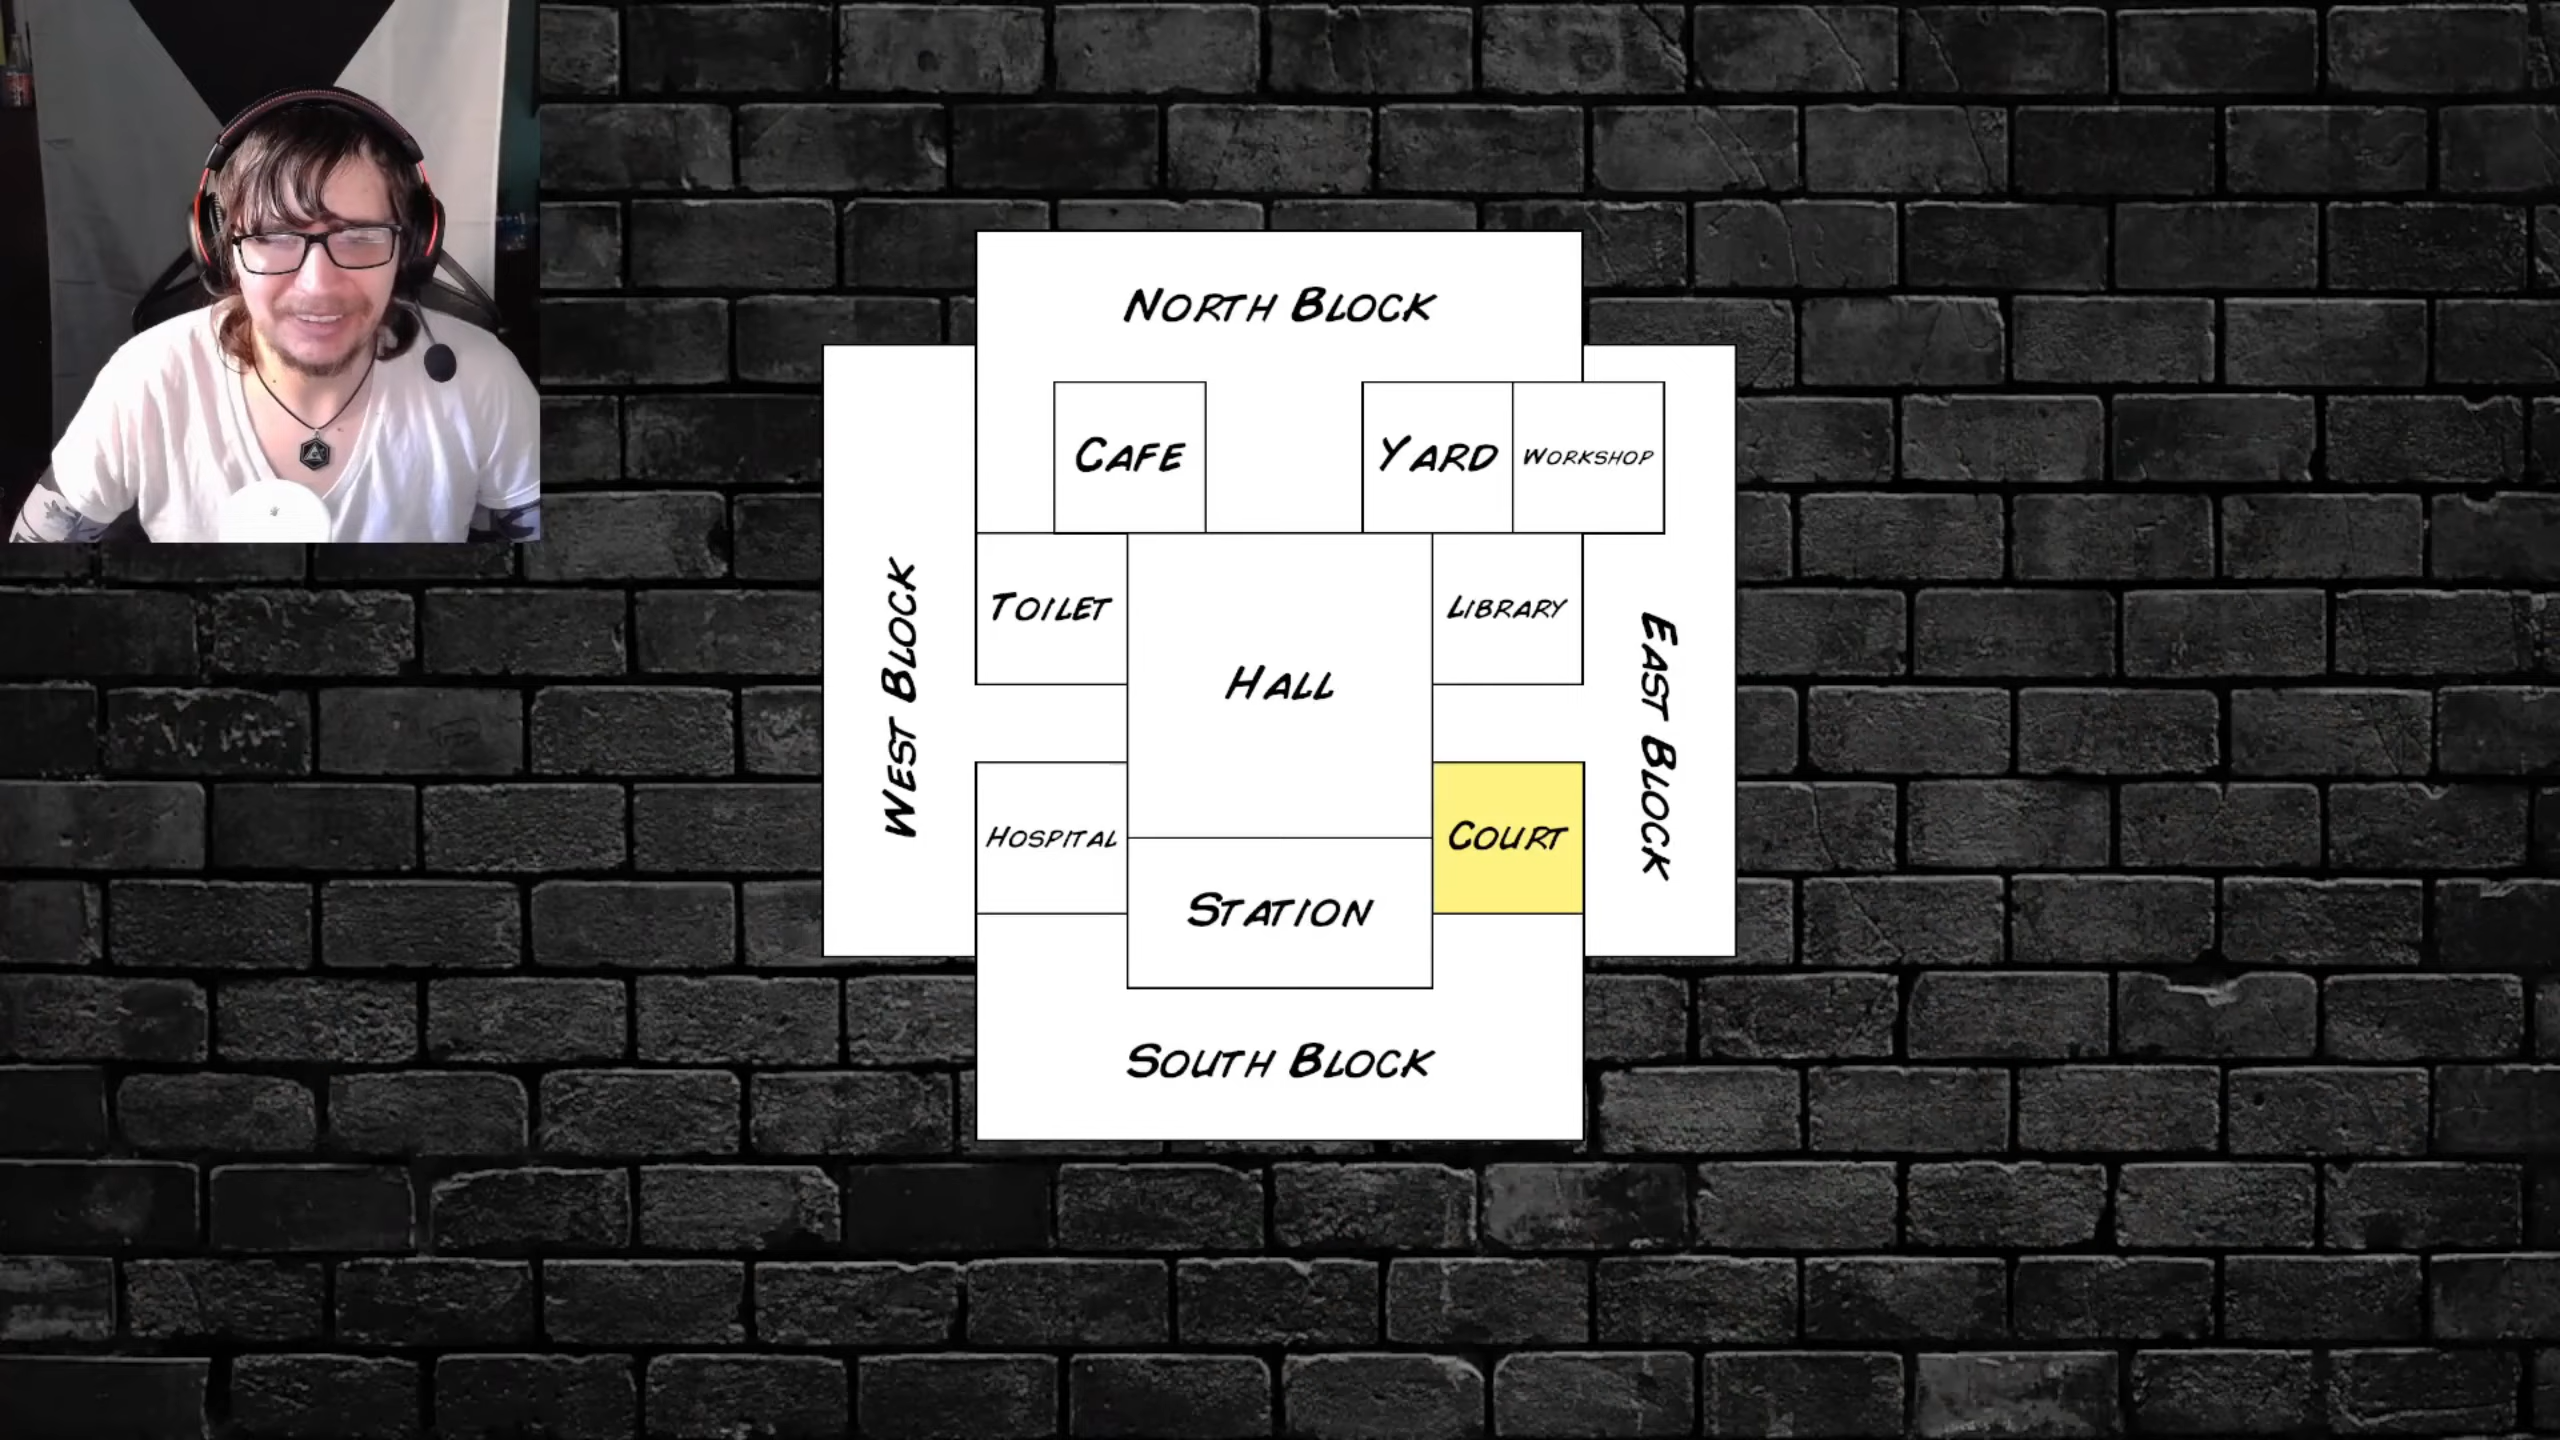 NORTH BLOCK
CAFE
YARD
WORKSHOP
WEST BLOCK
TOILET
HALL
LIBRARY
EAST BLOCK
HOSPITAL
STATION
COURT
SOUTH BLOCK